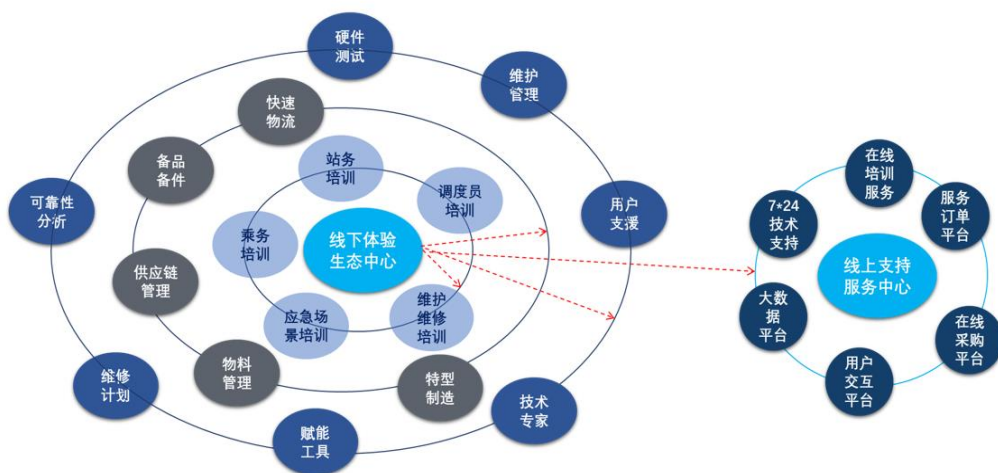 硬件
测试
维护
管理
快速
物流
备品
备件
站务
培训
调度员
培训
可靠性
分析
用户
支援
乘务
培训
线下体验
生态中心
供应链
管理
应急场
景培训
维护
维修培训
物料
管理
特型
制造
维修
计划
赋能
工具
技术
专家
在线
培训
服务
7*24
技术
支持
服务
订单
平台
线上支持
服务中心
大数
据
平台
在线
采购
平台
用户
交互
平台